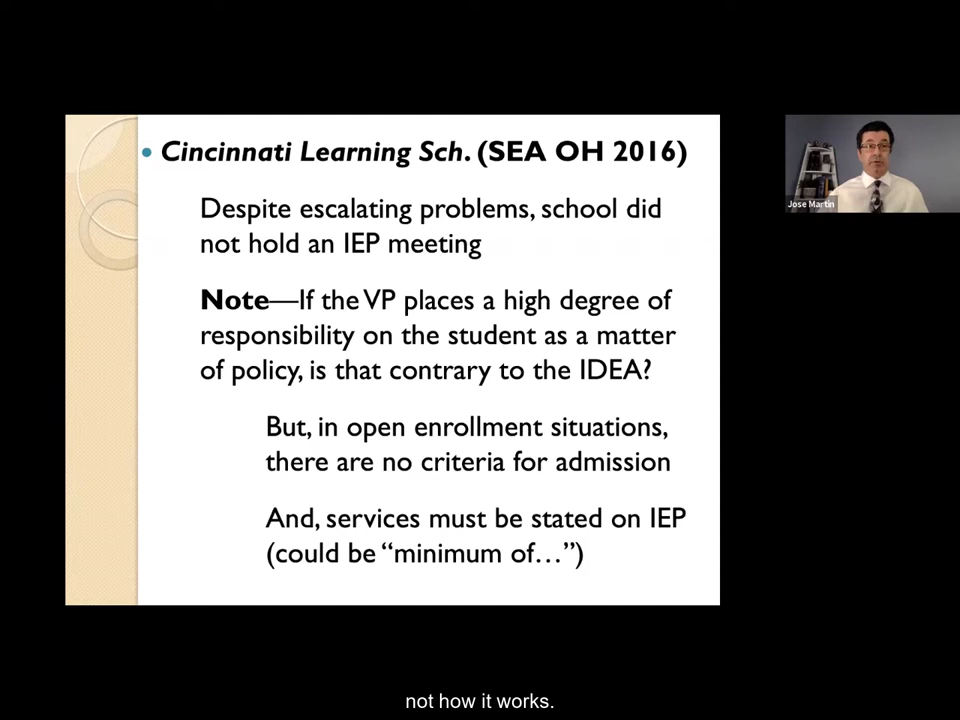 Cincinnati Learning Sch. (SEA OH 2016)
Despite escalating problems, school did
not hold an IEP meeting
Note—If the VP places a high degree of
responsibility on the student as a matter
of policy, is that contrary to the IDEA?
But, in open enrollment situations,
there are no criteria for admission
And, services must be stated on IEP
(could be “minimum of…”)
Jose Martin
not how it works.